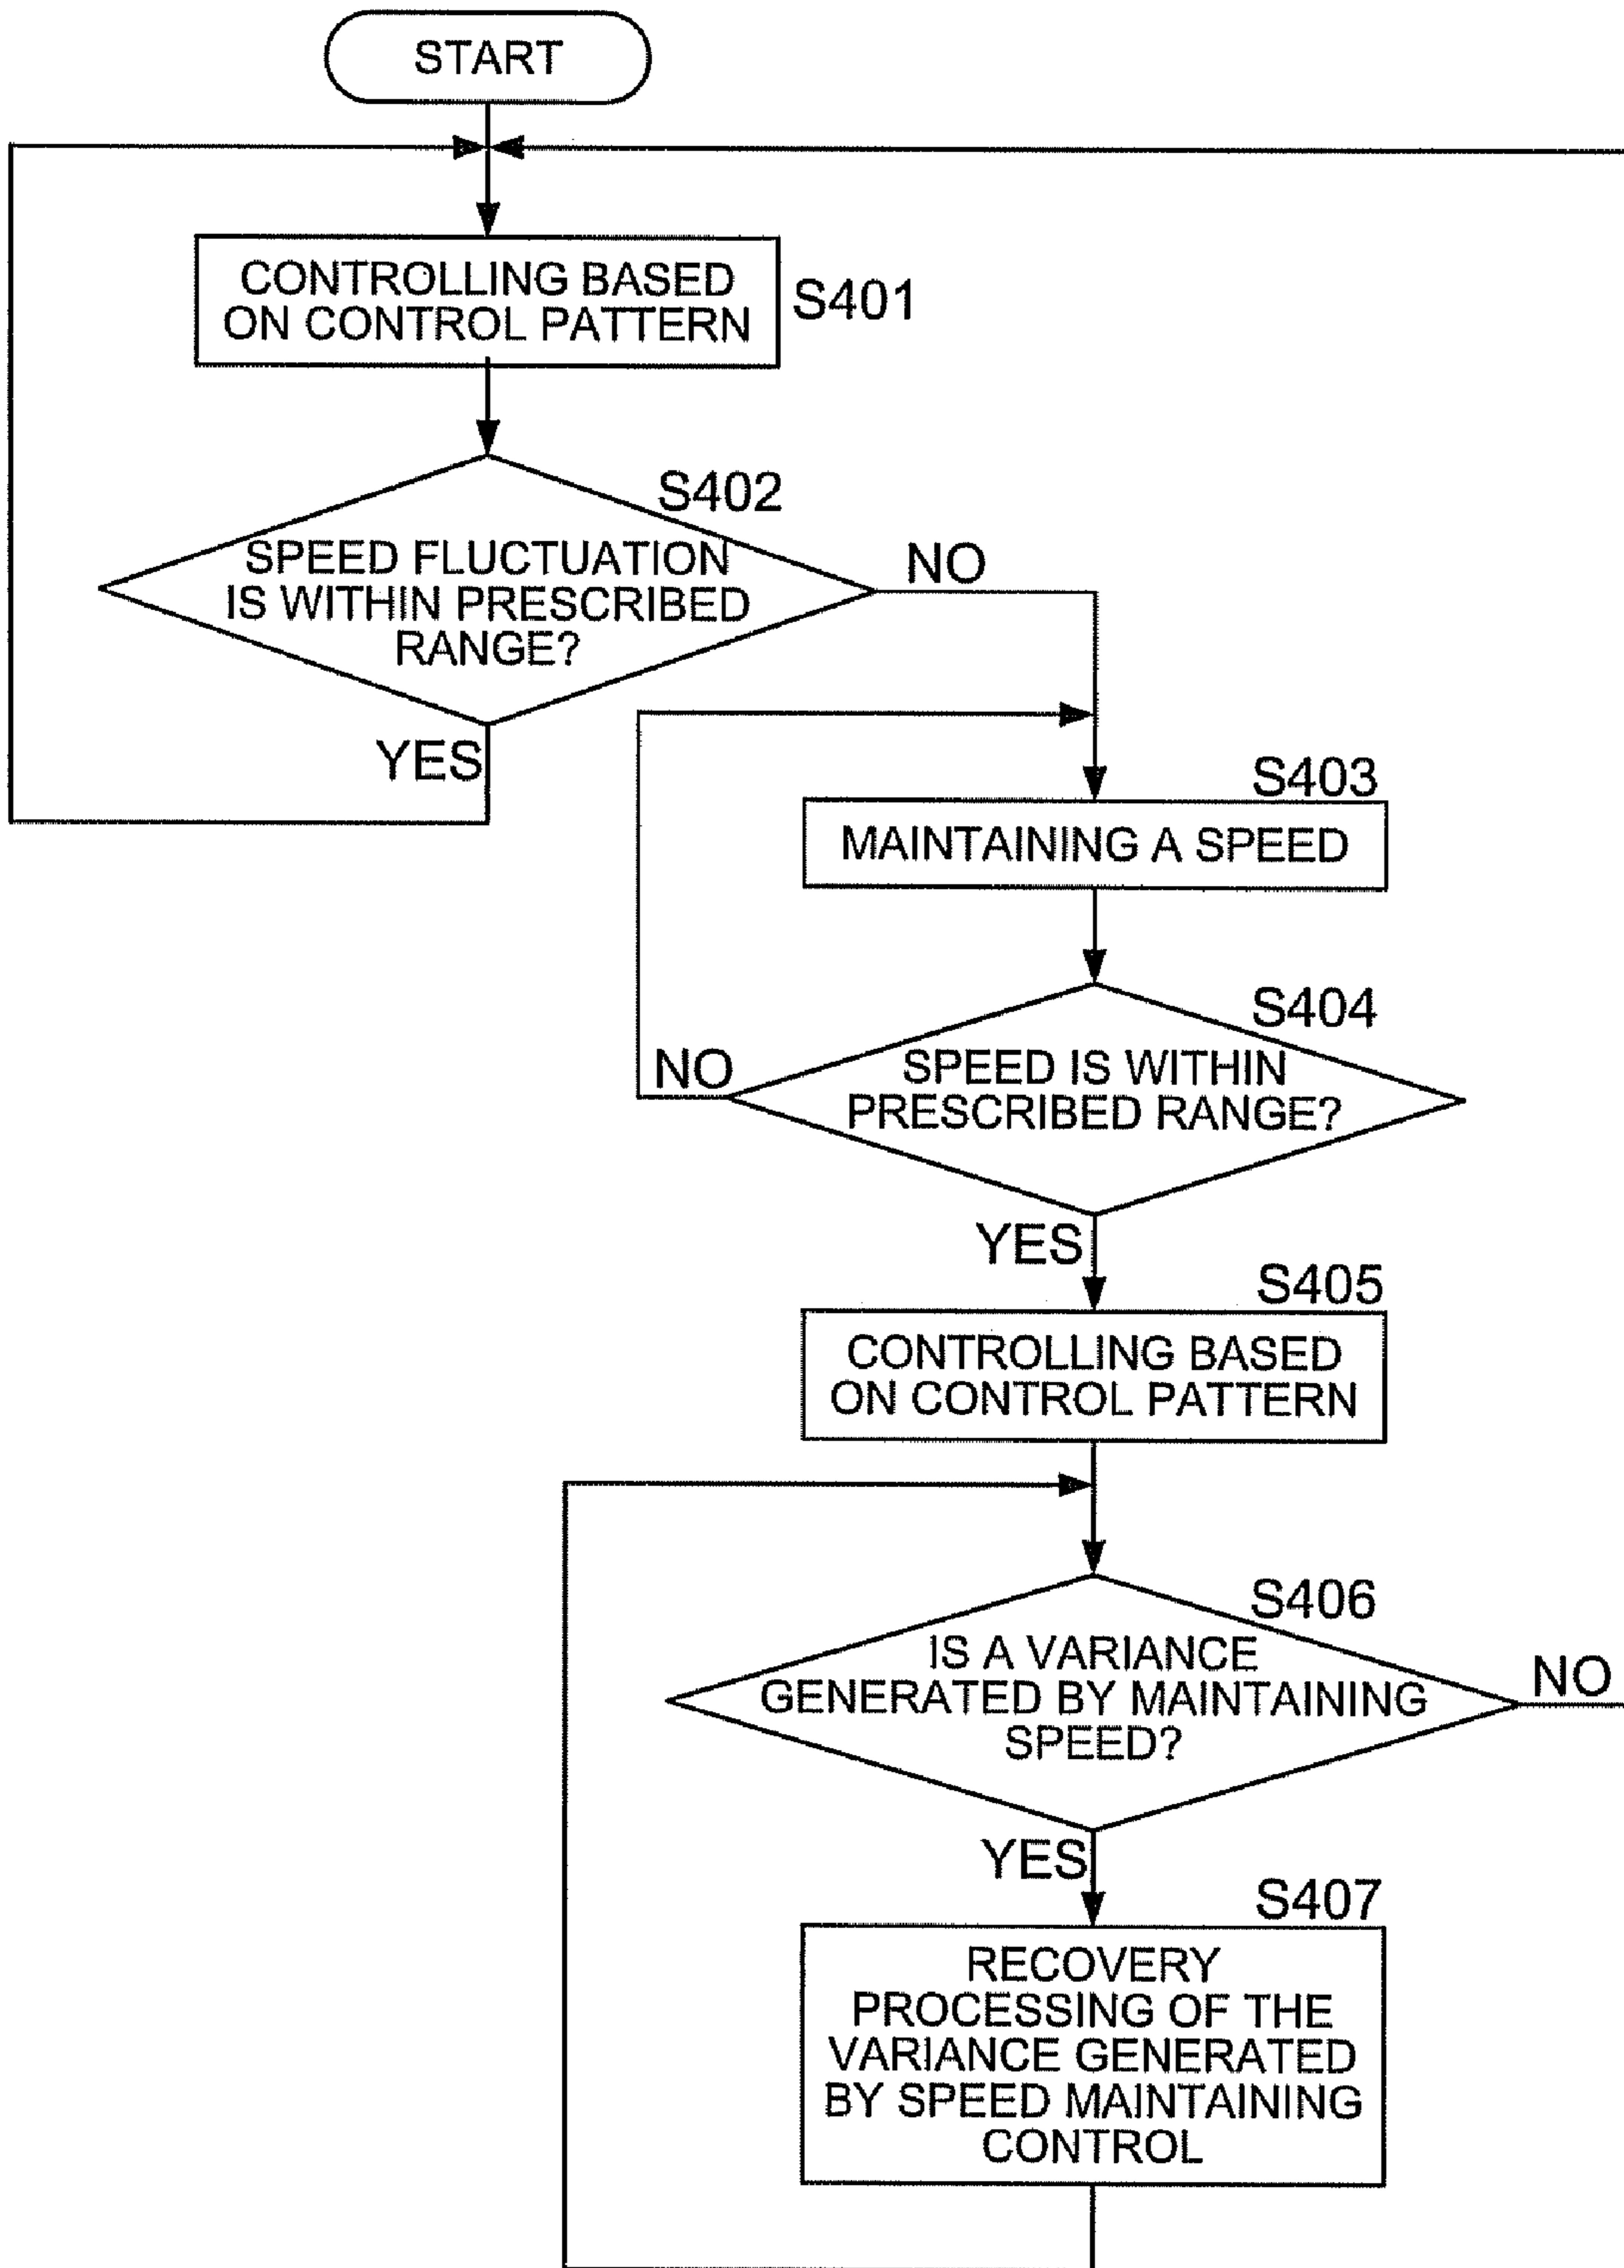 START
CONTROLLING BASED
ON CONTROL PATTERN
S401
S402
SPEED FLUCTUATION
IS WITHIN PRESCRIBED
RANGE?
NO
YES
S403
MAINTAINING A SPEED
S404
SPEED IS WITHIN
PRESCRIBED RANGE?
NO
YES
S405
CONTROLLING BASED
ON CONTROL PATTERN
S406
IS A VARIANCE
GENERATED BY MAINTAINING
SPEED?
NO
YES
S407
RECOVERY
PROCESSING OF THE
VARIANCE GENERATED
BY SPEED MAINTAINING
CONTROL